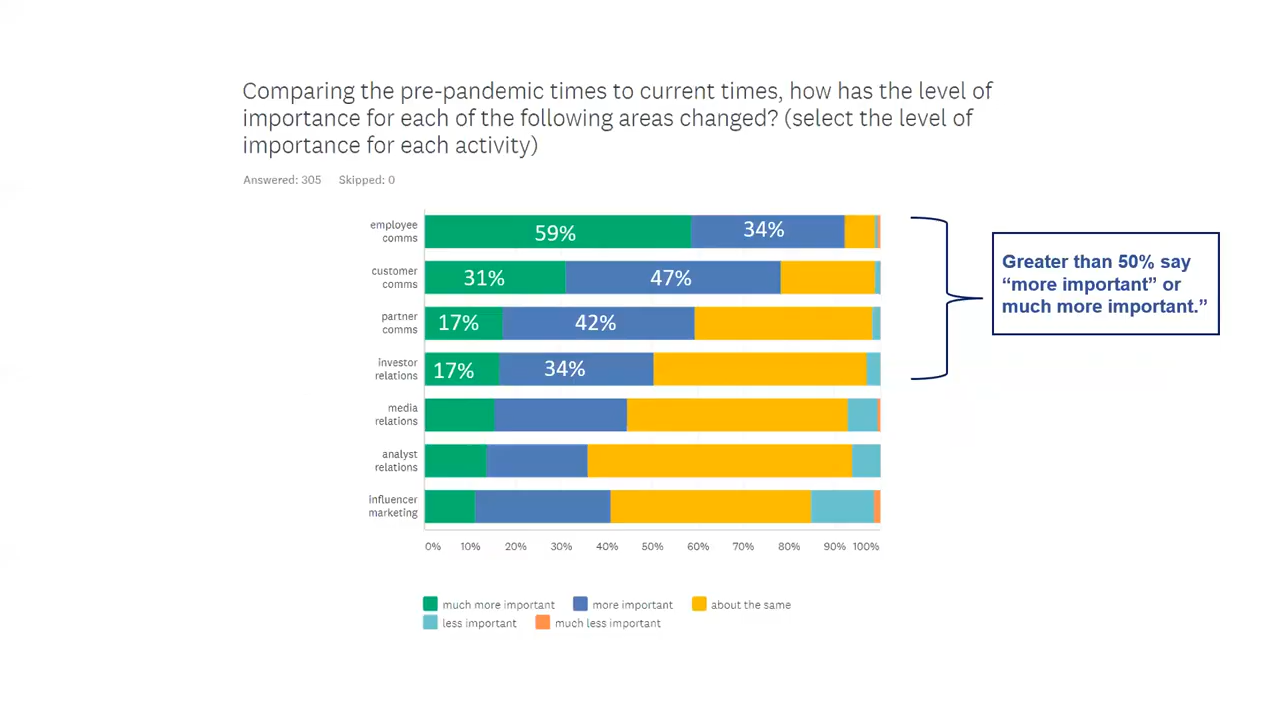 Comparing the pre-pandemic times to current times, how has the level of
importance for each of the following areas changed? (select the level of
importance for each activity)
Answered: 305 Skipped: 0
employee
comms
59% 34%
customer
comms
31% 47%
partner
comms
17% 42%
investor
relations
17% 34%
media
relations
analyst
relations
influencer
marketing
0% 10% 20% 30% 40% 50% 60% 70% 80% 90% 100%
much more important more important about the same
less important much less important
Greater than 50% say
“more important” or
much more important.”